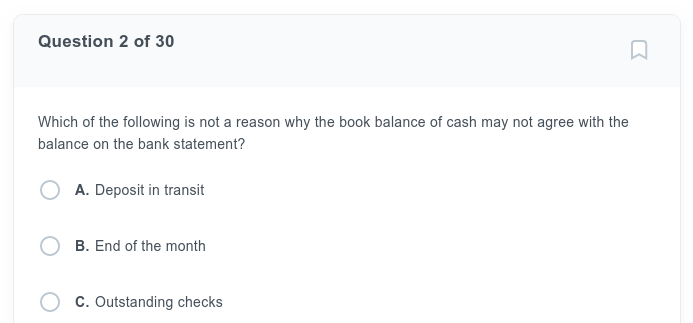 Question 2 of 30
Which of the following is not a reason why the book balance of cash may not agree with the
balance on the bank statement?
A. Deposit in transit
B. End of the month
C. Outstanding checks